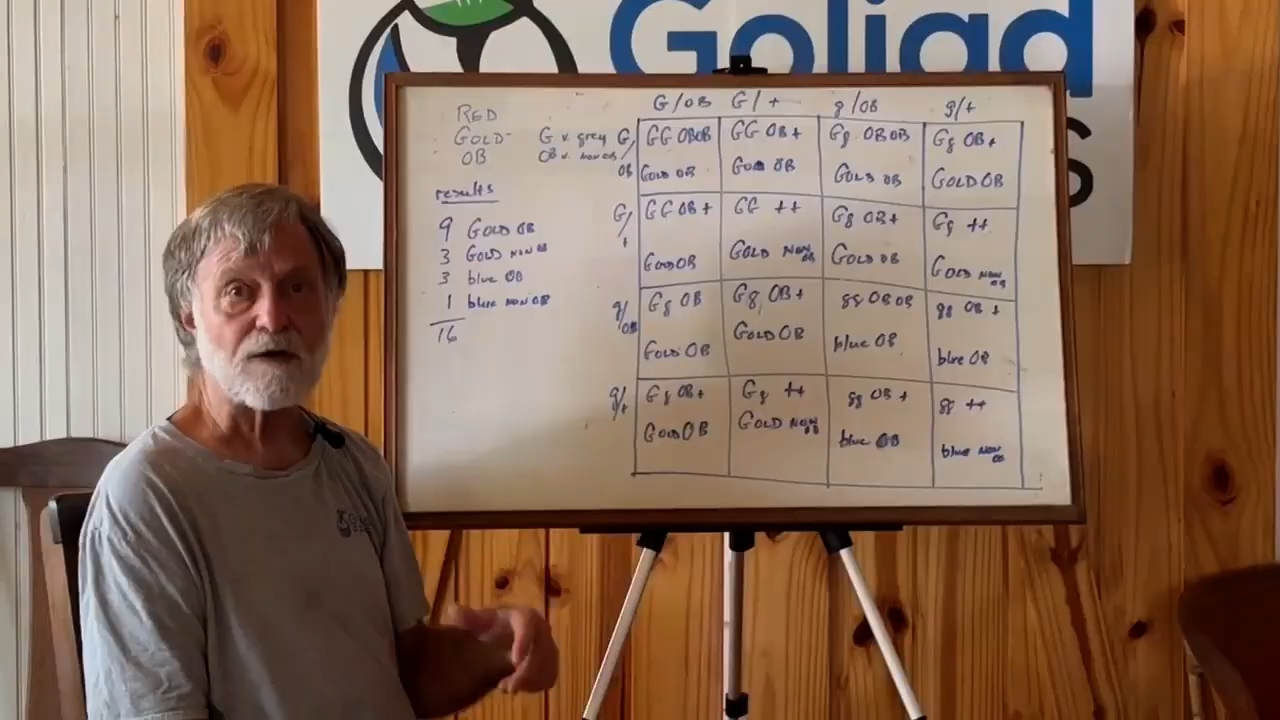 Goliad
S
RED
GOLD
OB
G v. grey
OB v. non OB
results
9 GOLD OB
3 GOLD NON OB
3 blue OB
1 blue NON OB
16
G/OB G/+ g/OB g/+
G/OB
GG OBOB GG OB+ Gg OBOB Gg OB+
GOLD OB GOLD OB GOLD OB GOLD OB
G/+
GG OB+ GG ++ Gg OB+ Gg ++
GOLD OB GOLD NON OB GOLD OB GOLD NON OB
g/OB
Gg OB Gg OB+ gg OBOB gg OB+
GOLD OB GOLD OB blue OB blue OB
g/+
Gg OB+ Gg ++ gg OB+ gg ++
GOLD OB GOLD NON OB blue OB blue NON OB